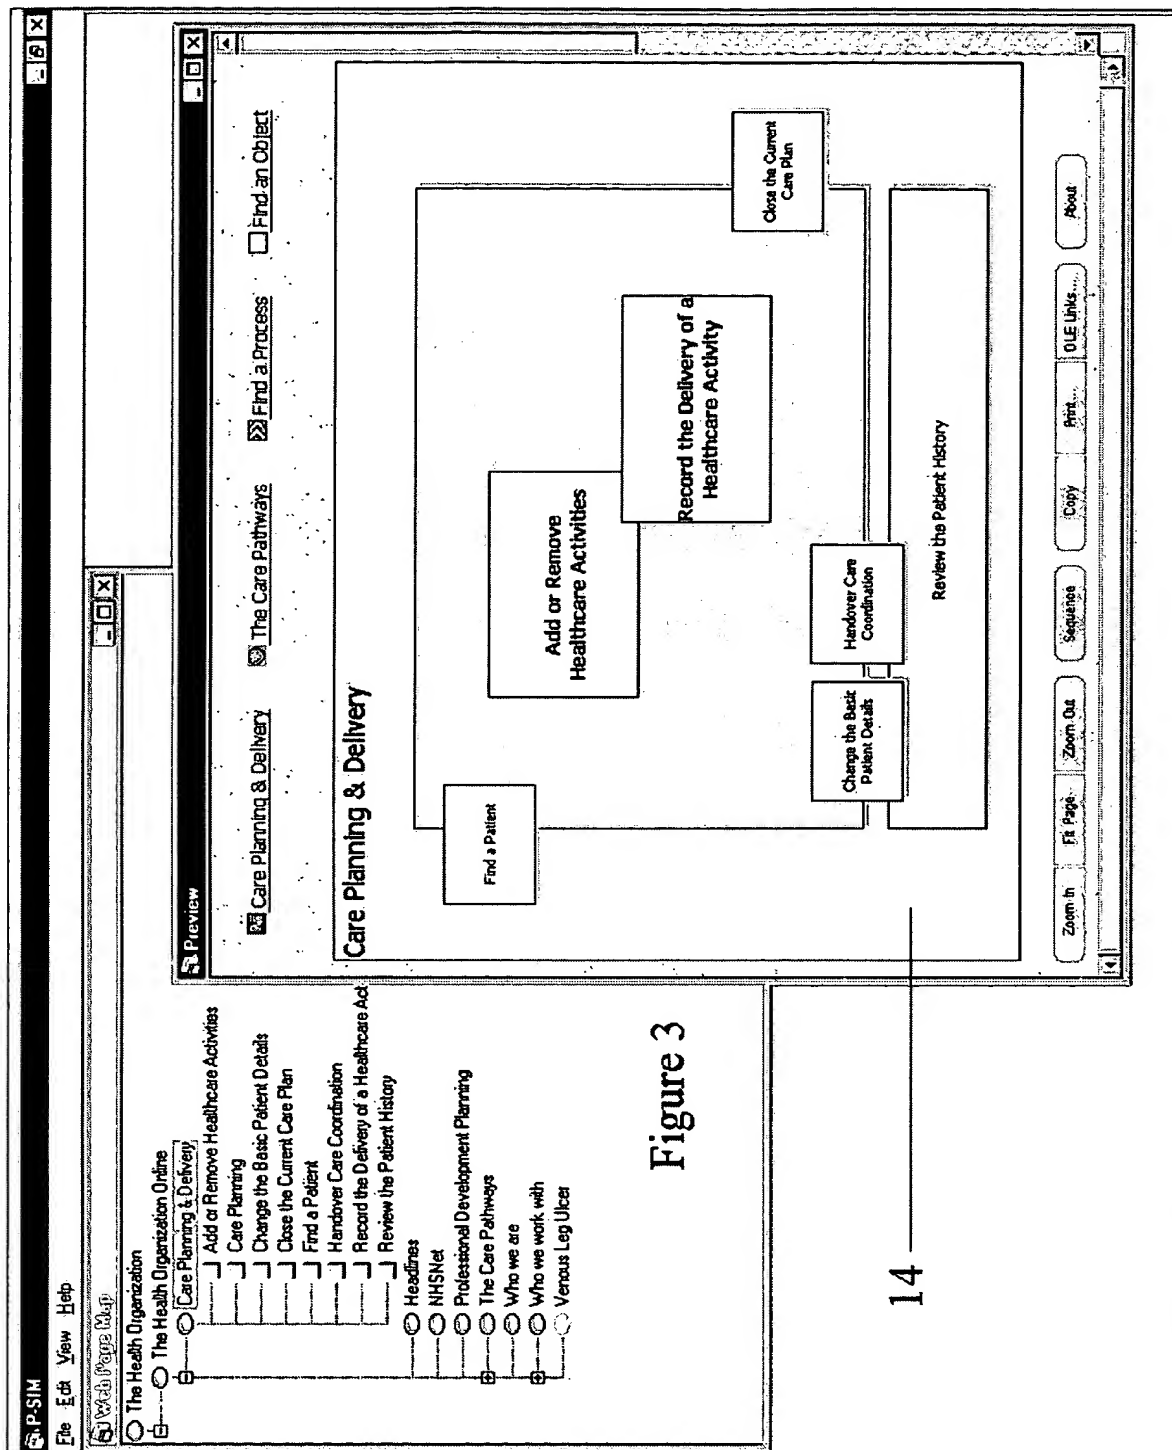 P-SIM
File Edit View Help
Web Page Map
The Health Organization
The Health Organization Online
Care Planning & Delivery
Add or Remove Healthcare Activities
Care Planning
Change the Basic Patient Details
Close the Current Care Plan
Find a Patient
Handover Care Coordination
Record the Delivery of a Healthcare Act
Review the Patient History
Headlines
NHSNet
Professional Development Planning
The Care Pathways
Who we are
Who we work with
Venous Leg Ulcer
Preview
Care Planning & Delivery The Care Pathways Find a Process Find an Object
Care Planning & Delivery
Find a Patient
Add or Remove
Healthcare Activities
Record the Delivery of a
Healthcare Activity
Close the Current
Care Plan
Change the Basic
Patient Details
Handover Care
Coordination
Review the Patient History
Zoom In Fit Page Zoom Out Sequence Copy Print... OLE Links... About
Figure 3
14